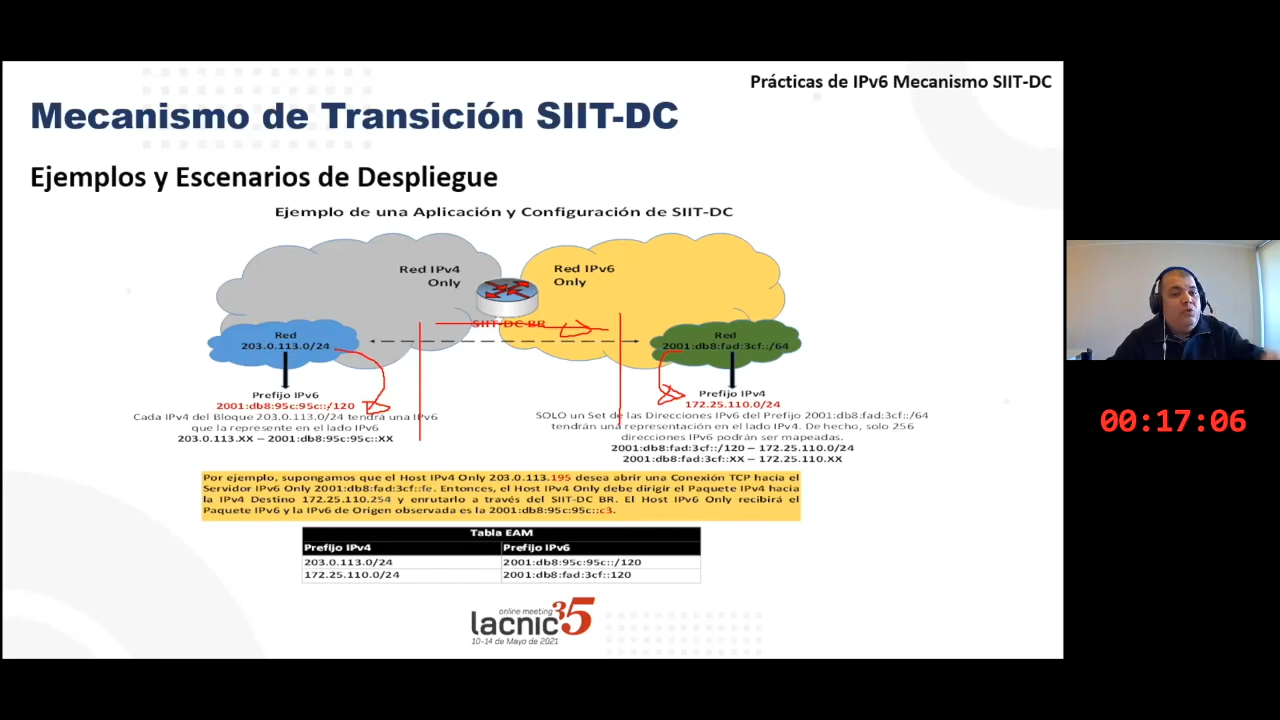 Prácticas de IPv6 Mecanismo SIIT-DC
Mecanismo de Transición SIIT-DC
Ejemplos y Escenarios de Despliegue
Ejemplo de una Aplicación y Configuración de SIIT-DC
Red IPv4
Only
Red IPv6
Only
SIIT-DC BR
Red
203.0.113.0/24
Red
2001:db8:fad:3cf::/64
Prefijo IPv6
2001:db8:95c:95c::/120
Cada IPv4 del Bloque 203.0.113.0/24 tendrá una IPv6
que la represente en el lado IPv6
203.0.113.XX – 2001:db8:95c:95c::XX
Prefijo IPv4
172.25.110.0/24
SOLO un Set de las Direcciones IPv6 del Prefijo 2001:db8:fad:3cf::/64
tendrán una representación en el lado IPv4. De hecho, solo 256
direcciones IPv6 podrán ser mapeadas.
2001:db8:fad:3cf::/120 – 172.25.110.0/24
2001:db8:fad:3cf::XX – 172.25.110.XX
Por ejemplo, supongamos que el Host IPv4 Only 203.0.113.195 desea abrir una Conexión TCP hacia el
Servidor IPv6 Only 2001:db8:fad:3cf::fe. Entonces, el Host IPv4 Only debe dirigir el Paquete IPv4 hacia
la IPv4 Destino 172.25.110.254 y enrutarlo a través del SIIT-DC BR. El Host IPv6 Only recibirá el
Paquete IPv6 y la IPv6 de Origen observada es la 2001:db8:95c:95c::c3.
Tabla EAM
Prefijo IPv4 Prefijo IPv6
203.0.113.0/24 2001:db8:95c:95c::/120
172.25.110.0/24 2001:db8:fad:3cf::120
online meeting
lacnic35
10-14 de Mayo de 2021
00:17:06